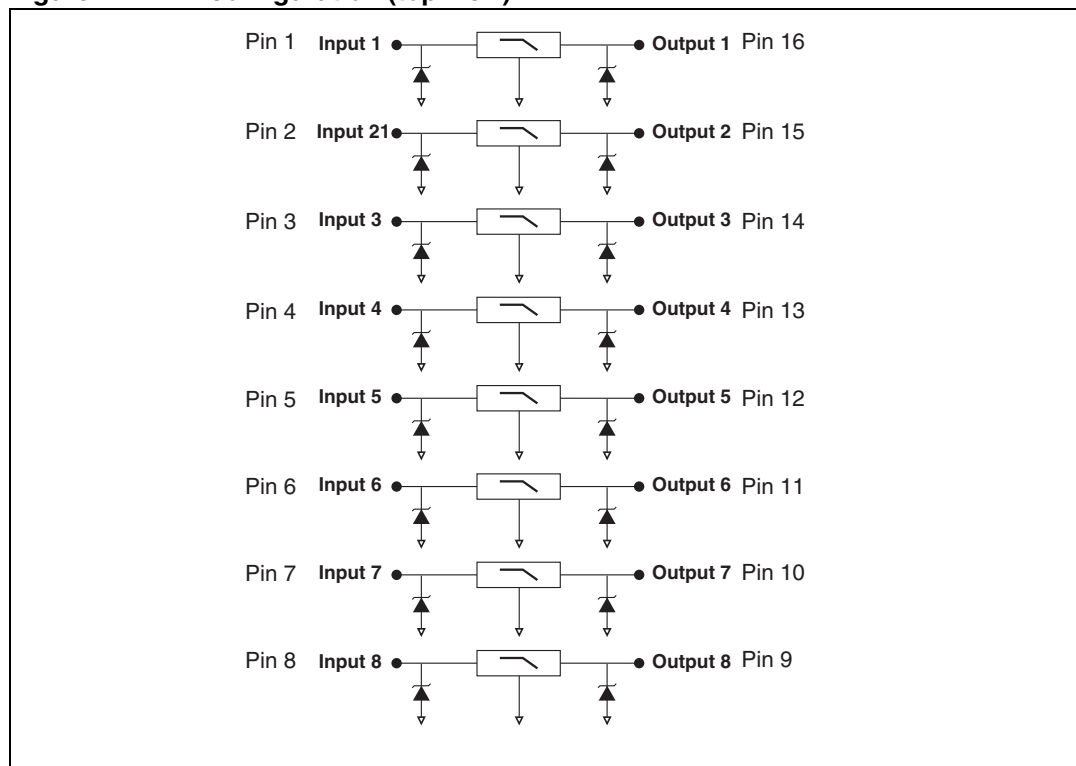 Pin 1 Input 1 Output 1 Pin 16
Pin 2 Input 21 Output 2 Pin 15
Pin 3 Input 3 Output 3 Pin 14
Pin 4 Input 4 Output 4 Pin 13
Pin 5 Input 5 Output 5 Pin 12
Pin 6 Input 6 Output 6 Pin 11
Pin 7 Input 7 Output 7 Pin 10
Pin 8 Input 8 Output 8 Pin 9